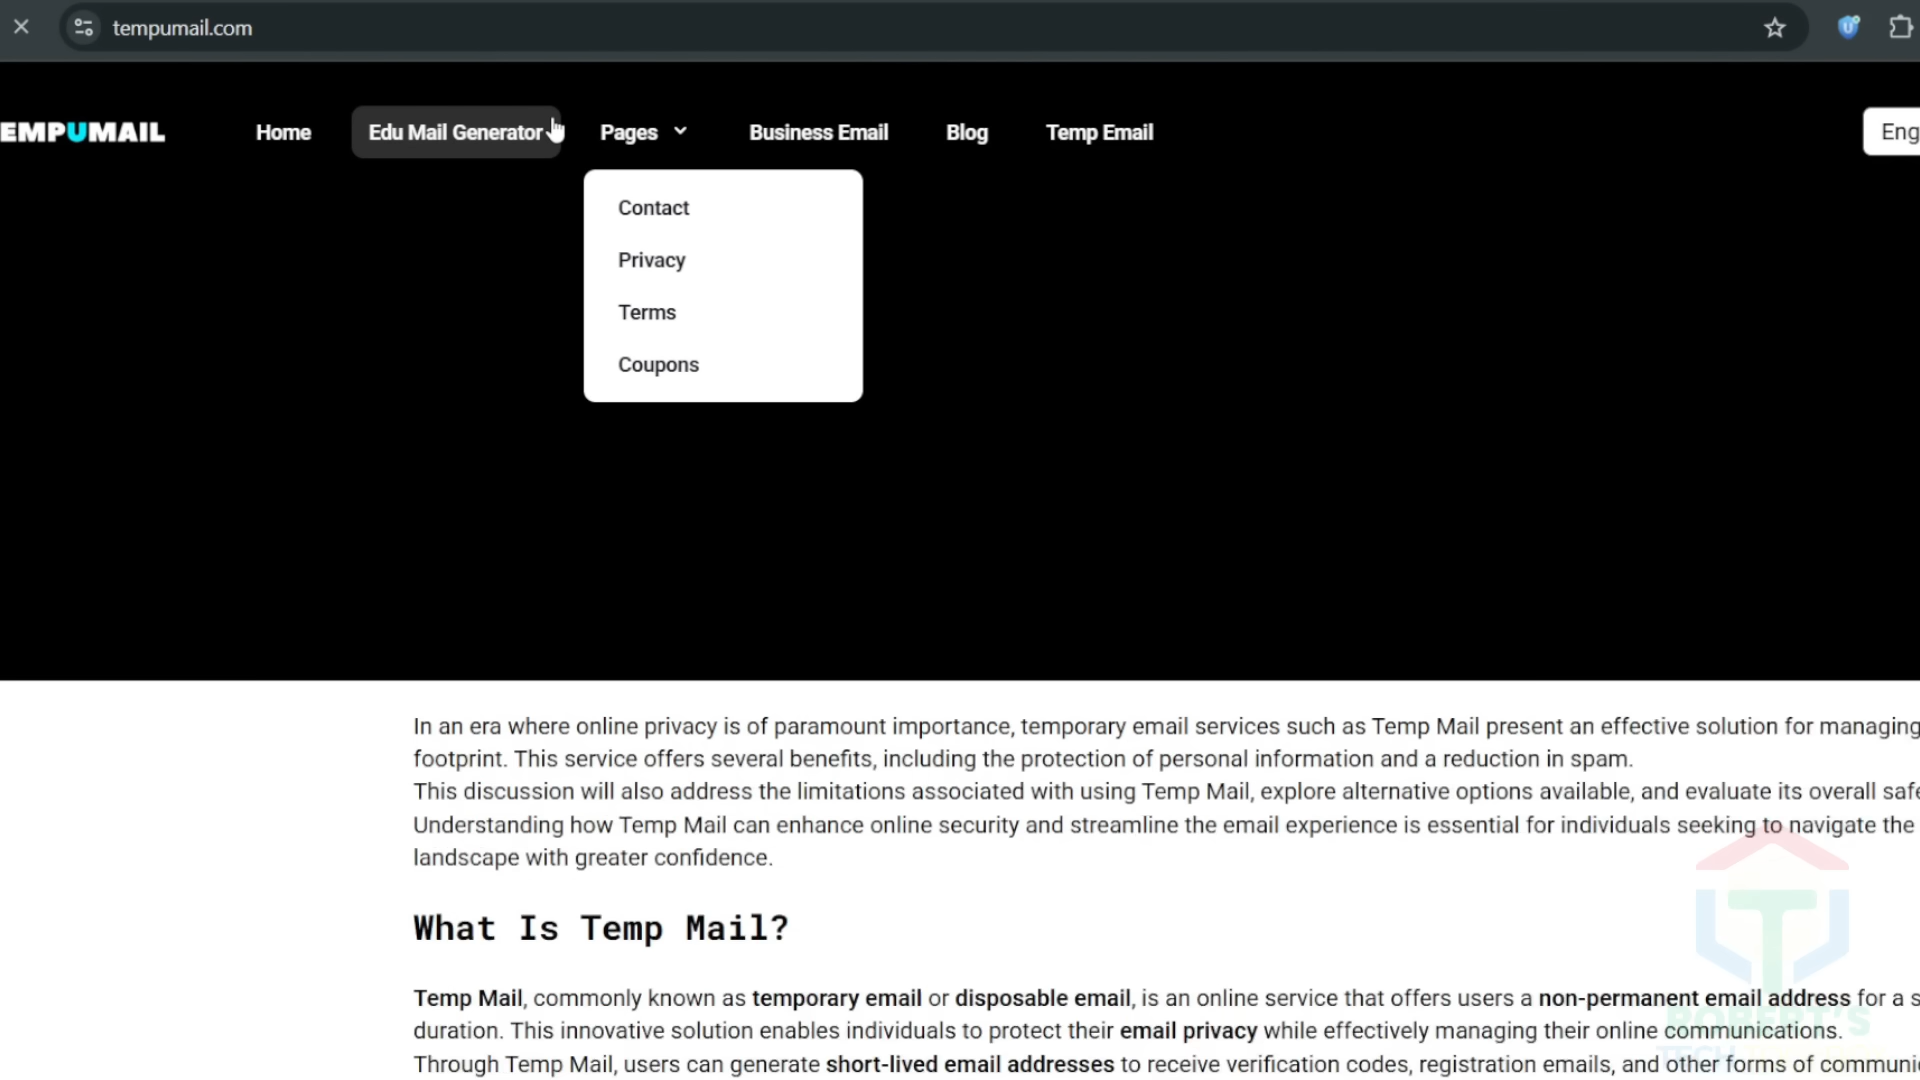 tempumail.com
EMPUMAIL Home Edu Mail Generator Pages Business Email Blog Temp Email Eng
Contact
Privacy
Terms
Coupons
In an era where online privacy is of paramount importance, temporary email services such as Temp Mail present an effective solution for managing
footprint. This service offers several benefits, including the protection of personal information and a reduction in spam.
This discussion will also address the limitations associated with using Temp Mail, explore alternative options available, and evaluate its overall safe
Understanding how Temp Mail can enhance online security and streamline the email experience is essential for individuals seeking to navigate the
landscape with greater confidence.
What Is Temp Mail?
Temp Mail, commonly known as temporary email or disposable email, is an online service that offers users a non-permanent email address for a s
duration. This innovative solution enables individuals to protect their email privacy while effectively managing their online communications.
Through Temp Mail, users can generate short-lived email addresses to receive verification codes, registration emails, and other forms of communi
ROBERT'S
TECH